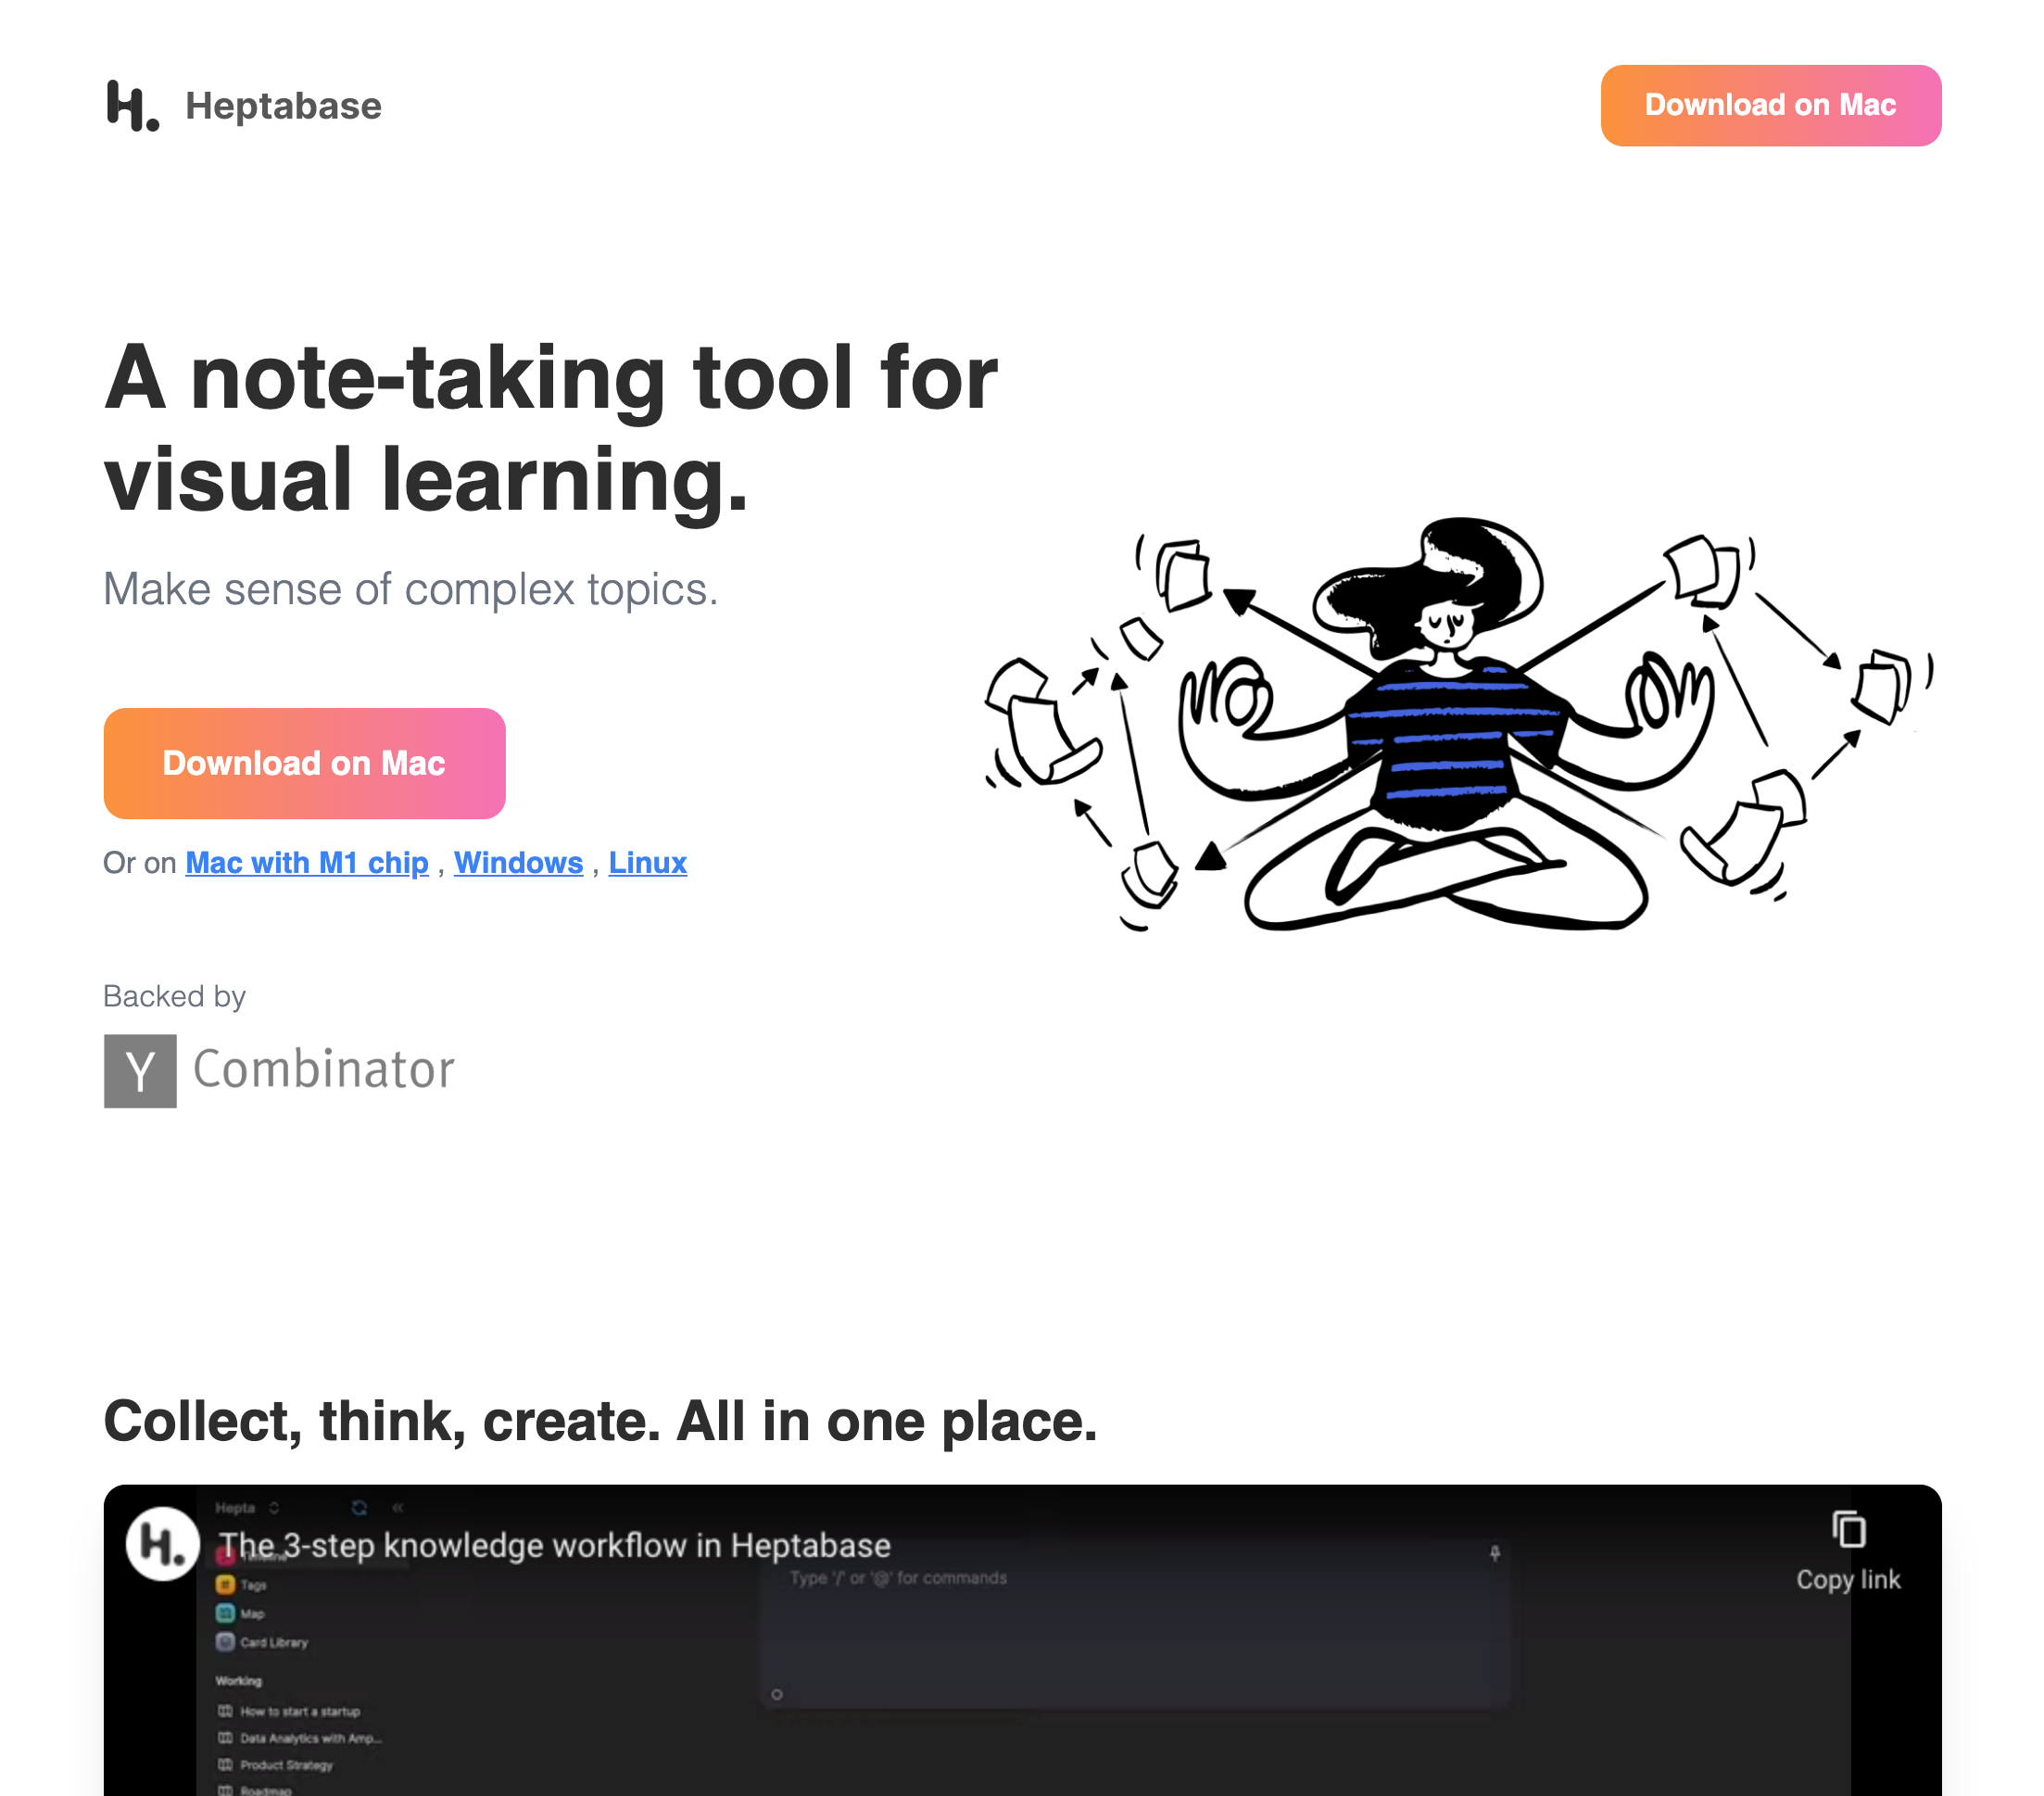 H. Heptabase
Download on Mac
A note-taking tool for
visual learning.
Make sense of complex topics.
Download on Mac
Or on Mac with M1 chip , Windows , Linux
Backed by
Y Combinator
Collect, think, create. All in one place.
Hepta
H. The 3-step knowledge workflow in Heptabase
Timeline
Type '/' or '@' for commands
Copy link
Tags
Map
Card Library
Working
How to start a startup
Data Analytics with Amp...
Product Strategy
Roadmap